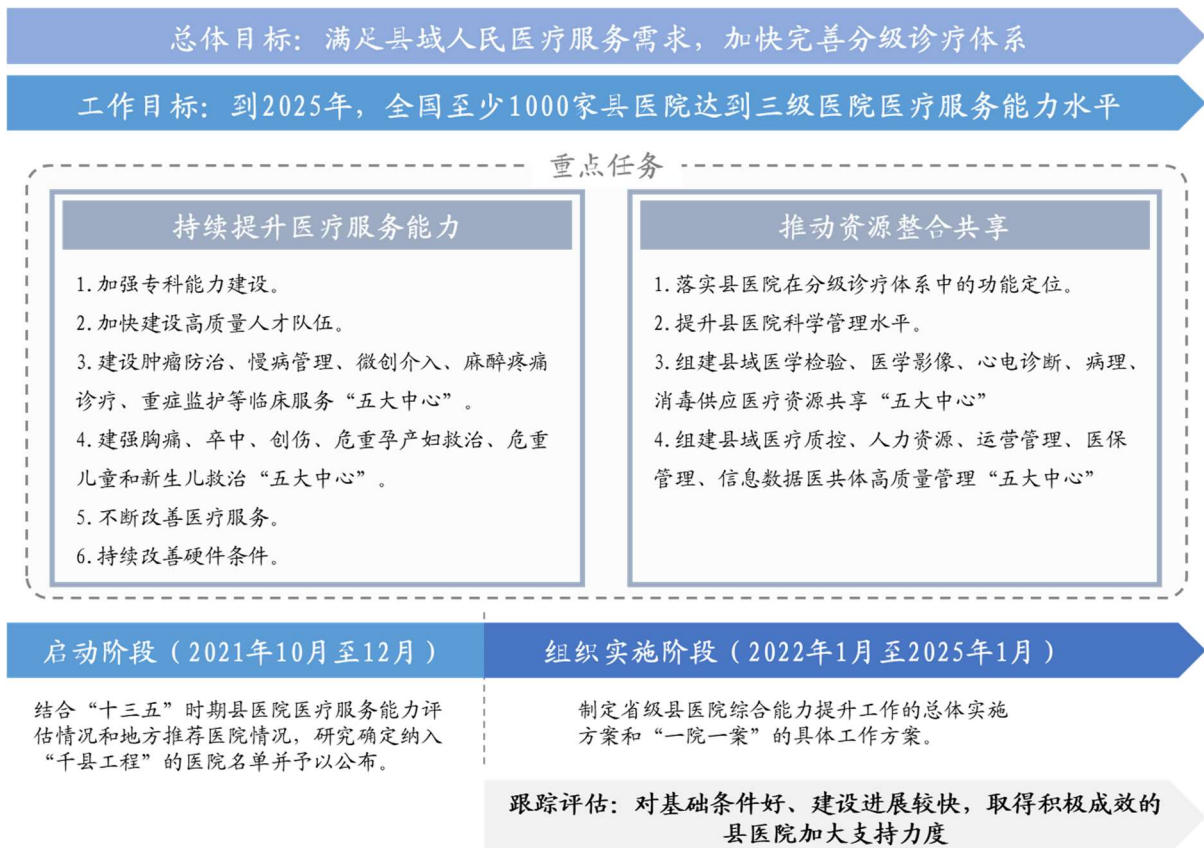 总体目标：满足县域人民医疗服务需求，加快完善分级诊疗体系
工作目标：到2025年，全国至少1000家县医院达到三级医院医疗服务能力水平
重点任务
持续提升医疗服务能力
1.加强专科能力建设。
2.加快建设高质量人才队伍。
3.建设肿瘤防治、慢病管理、微创介入、麻醉疼痛
诊疗、重症监护等临床服务“五大中心”。
4.建强胸痛、卒中、创伤、危重孕产妇救治、危重
儿童和新生儿救治“五大中心”。
5.不断改善医疗服务。
6.持续改善硬件条件。
推动资源整合共享
1.落实县医院在分级诊疗体系中的功能定位。
2.提升县医院科学管理水平。
3.组建县域医学检验、医学影像、心电诊断、病理、
消毒供应医疗资源共享“五大中心”
4.组建县域医疗质控、人力资源、运营管理、医保
管理、信息数据医共体高质量管理“五大中心”
启动阶段（2021年10月至12月）
结合“十三五”时期县医院医疗服务能力评
估情况和地方推荐医院情况，研究确定纳入
“千县工程”的医院名单并予以公布。
组织实施阶段（2022年1月至2025年1月）
制定省级县医院综合能力提升工作的总体实施
方案和“一院一案”的具体工作方案。
跟踪评估：对基础条件好、建设进展较快，取得积极成效的
县医院加大支持力度